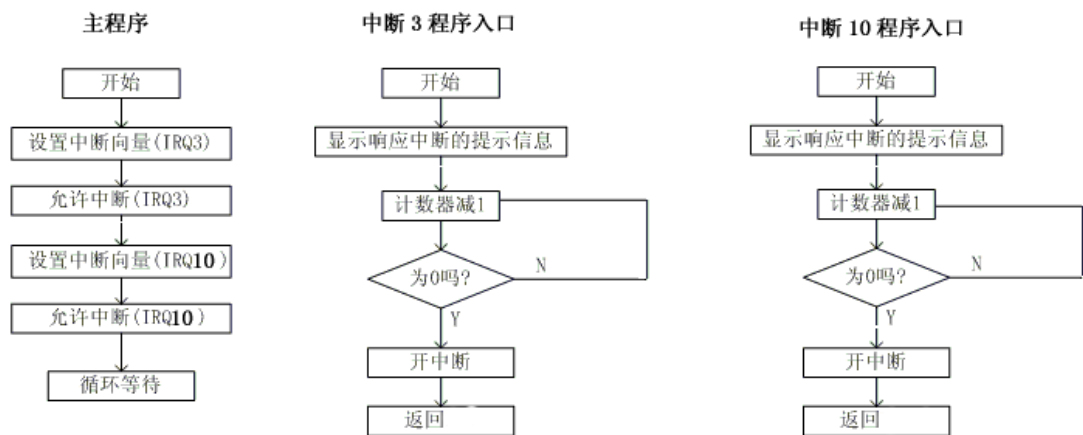 主程序
开始
设置中断向量(IRQ3)
允许中断(IRQ3)
设置中断向量(IRQ10)
允许中断(IRQ10)
循环等待
中断 3 程序入口
开始
显示响应中断的提示信息
计数器减1
为0吗?
N
Y
开中断
返回
中断 10 程序入口
开始
显示响应中断的提示信息
计数器减1
为0吗?
N
Y
开中断
返回